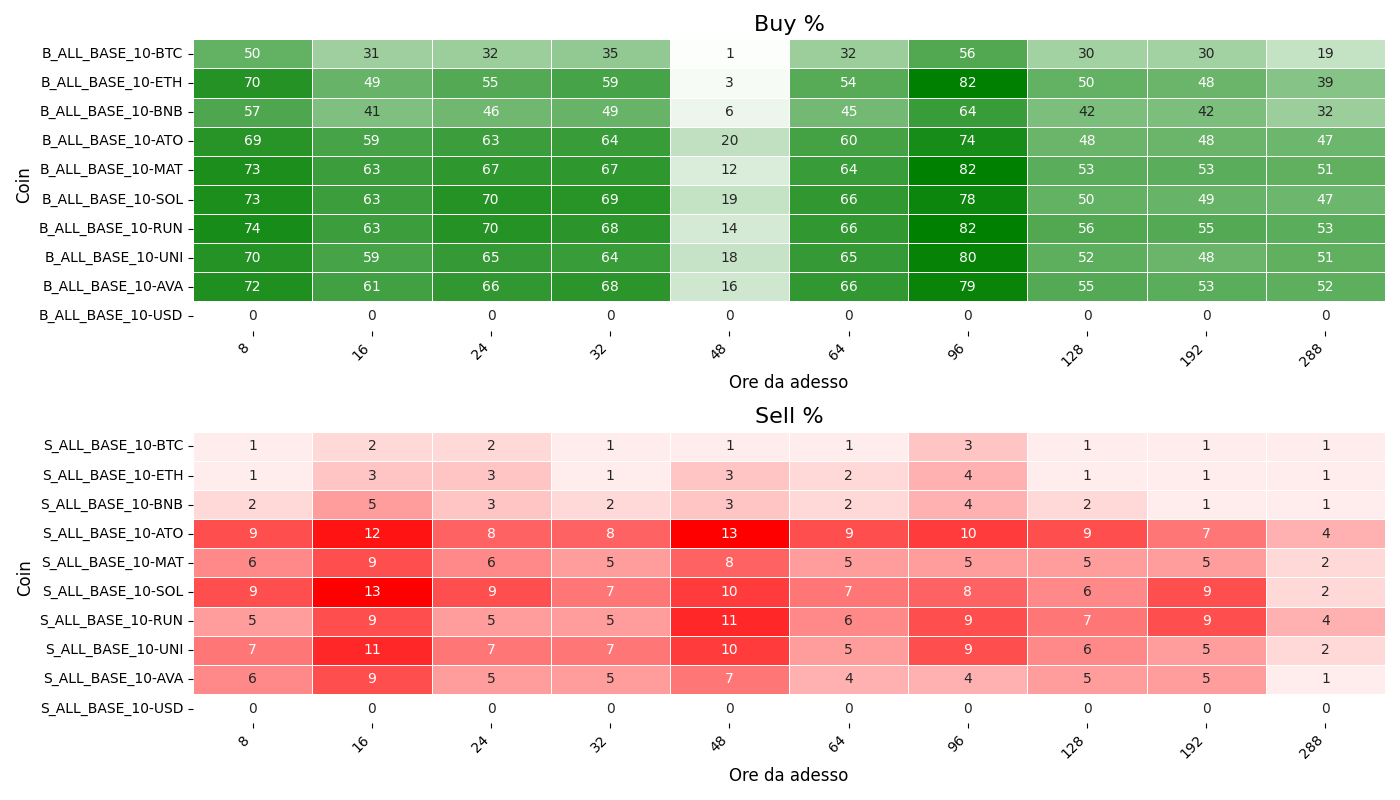 Buy %
Coin
B_ALL_BASE_10-BTC 50 31 32 35 1 32 56 30 30 19
B_ALL_BASE_10-ETH 70 49 55 59 3 54 82 50 48 39
B_ALL_BASE_10-BNB 57 41 46 49 6 45 64 42 42 32
B_ALL_BASE_10-ATO 69 59 63 64 20 60 74 48 48 47
B_ALL_BASE_10-MAT 73 63 67 67 12 64 82 53 53 51
B_ALL_BASE_10-SOL 73 63 70 69 19 66 78 50 49 47
B_ALL_BASE_10-RUN 74 63 70 68 14 66 82 56 55 53
B_ALL_BASE_10-UNI 70 59 65 64 18 65 80 52 48 51
B_ALL_BASE_10-AVA 72 61 66 68 16 66 79 55 53 52
B_ALL_BASE_10-USD 0 0 0 0 0 0 0 0 0 0
8 16 24 32 48 64 96 128 192 288
Ore da adesso
Sell %
Coin
S_ALL_BASE_10-BTC 1 2 2 1 1 1 3 1 1 1
S_ALL_BASE_10-ETH 1 3 3 1 3 2 4 1 1 1
S_ALL_BASE_10-BNB 2 5 3 2 3 2 4 2 1 1
S_ALL_BASE_10-ATO 9 12 8 8 13 9 10 9 7 4
S_ALL_BASE_10-MAT 6 9 6 5 8 5 5 5 5 2
S_ALL_BASE_10-SOL 9 13 9 7 10 7 8 6 9 2
S_ALL_BASE_10-RUN 5 9 5 5 11 6 9 7 9 4
S_ALL_BASE_10-UNI 7 11 7 7 10 5 9 6 5 2
S_ALL_BASE_10-AVA 6 9 5 5 7 4 4 5 5 1
S_ALL_BASE_10-USD 0 0 0 0 0 0 0 0 0 0
8 16 24 32 48 64 96 128 192 288
Ore da adesso